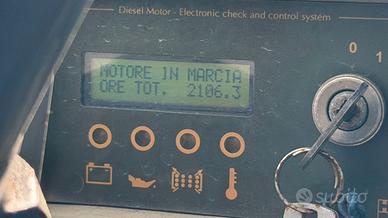 Diesel Motor - Electronic check and control system
MOTORE IN MARCIA
ORE TOT. 2106.3
0
1
subito